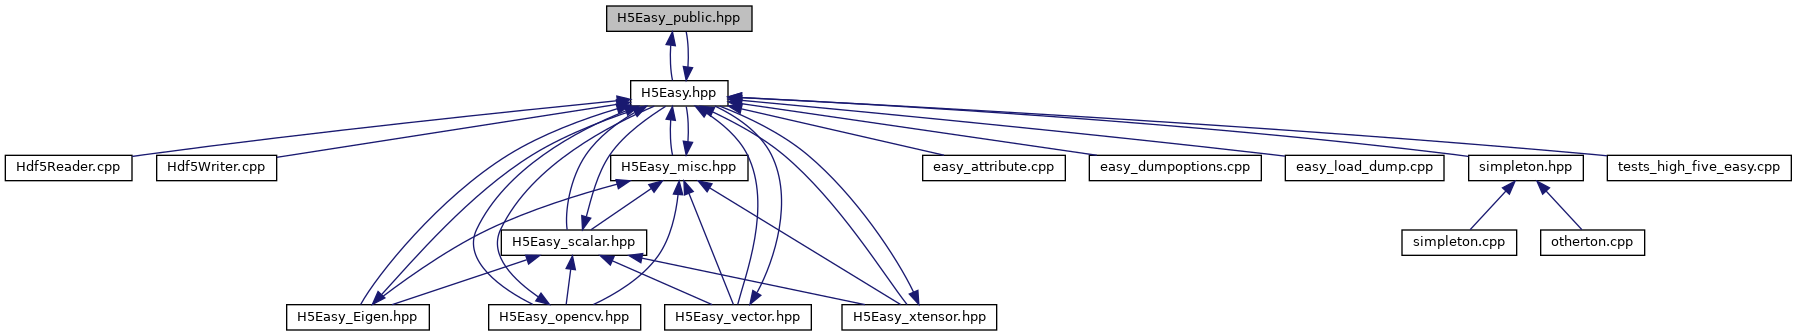 H5Easy_public.hpp
H5Easy.hpp
Hdf5Reader.cpp
Hdf5Writer.cpp
H5Easy_misc.hpp
easy_attribute.cpp
easy_dumpoptions.cpp
easy_load_dump.cpp
simpleton.hpp
tests_high_five_easy.cpp
H5Easy_scalar.hpp
simpleton.cpp
otherton.cpp
H5Easy_Eigen.hpp
H5Easy_opencv.hpp
H5Easy_vector.hpp
H5Easy_xtensor.hpp